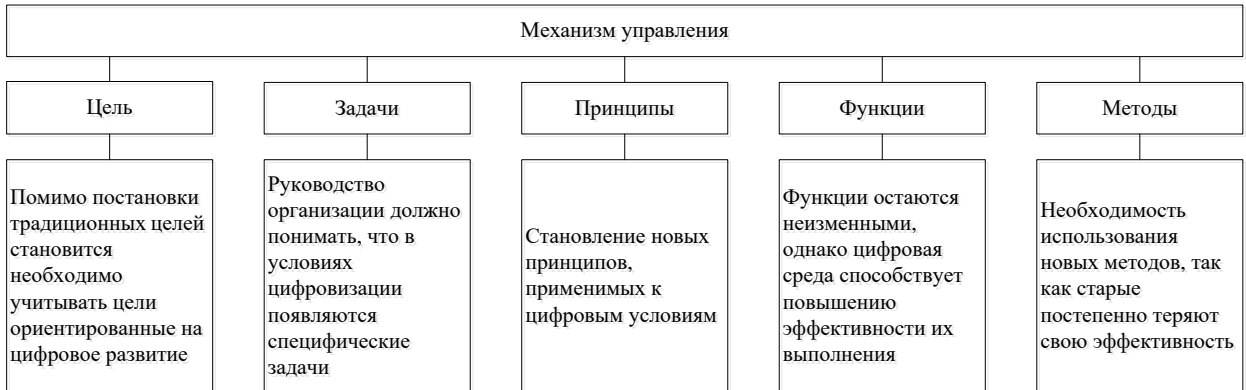 Механизм управления
Цель
Задачи
Принципы
Функции
Методы
Помимо постановки
традиционных целей
становится
необходимо
учитывать цели
ориентированные на
цифровое развитие
Руководство
организации должно
понимать, что в
условиях
цифровизации
появляются
специфические
задачи
Становление новых
принципов,
применимых к
цифровым условиям
Функции остаются
неизменными,
однако цифровая
среда способствует
повышению
эффективности их
выполнения
Необходимость
использования
новых методов, так
как старые
постепенно теряют
свою эффективность